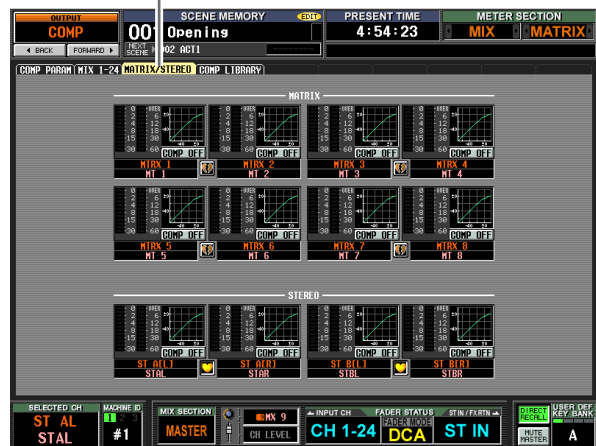 OUTPUT
COMP
BACK FORWARD
SCENE MEMORY EDIT
001 Opening
NEXT SCENE 002 ACT1
PRESENT TIME
4:54:23
METER SECTION
MIX MATRIX
COMP PARAM MIX 1-24 MATRIX/STEREO COMP LIBRARY
MATRIX
COMP OFF COMP OFF COMP OFF COMP OFF
MTRX 1 MTRX 2 MTRX 3 MTRX 4
MT 1 MT 2 MT 3 MT 4
COMP OFF COMP OFF COMP OFF COMP OFF
MTRX 5 MTRX 6 MTRX 7 MTRX 8
MT 5 MT 6 MT 7 MT 8
STEREO
COMP OFF COMP OFF COMP OFF COMP OFF
ST A[L] ST A[R] ST B[L] ST B[R]
STAL STAR STBL STBR
SELECTED CH
ST AL
STAL
MACHINE ID
1 2 3
#1
MIX SECTION
MASTER
MX 9
CH LEVEL
INPUT CH FADER STATUS ST IN/FXRTN
CH 1-24
FADER MODE
DCA
ST IN
DIRECT RECALL
MUTE MASTER
USER DEF KEY BANK
A